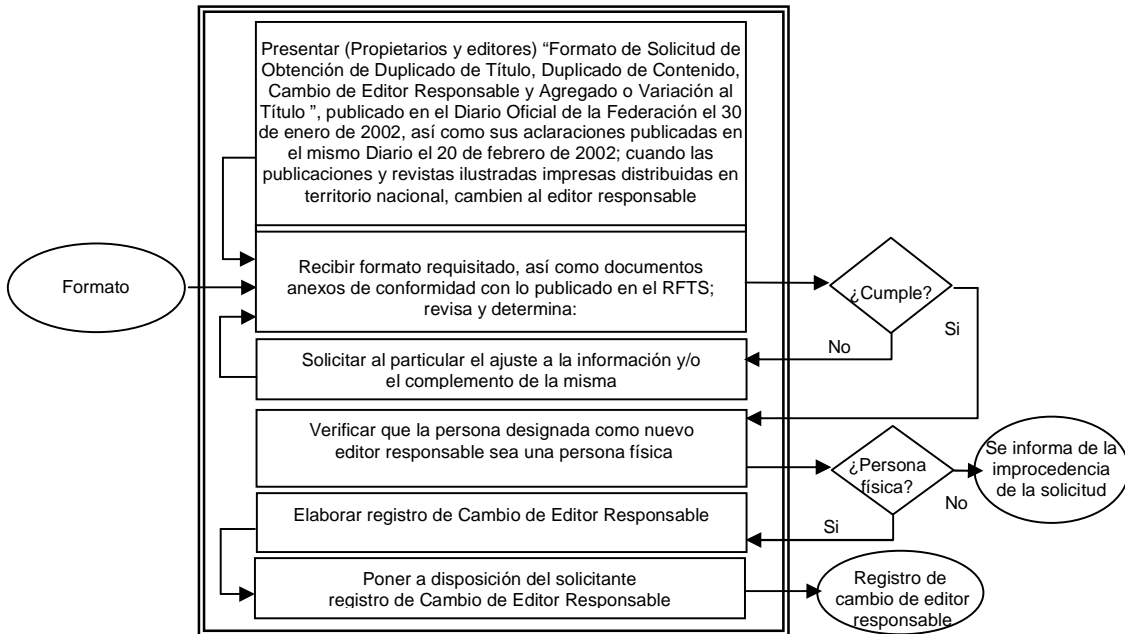 Presentar (Propietarios y editores) “Formato de Solicitud de
Obtención de Duplicado de Título, Duplicado de Contenido,
Cambio de Editor Responsable y Agregado o Variación al
Título ”, publicado en el Diario Oficial de la Federación el 30
de enero de 2002, así como sus aclaraciones publicadas en
el mismo Diario el 20 de febrero de 2002; cuando las
publicaciones y revistas ilustradas impresas distribuidas en
territorio nacional, cambien al editor responsable
Formato
Recibir formato requisitado, así como documentos
anexos de conformidad con lo publicado en el RFTS;
revisa y determina:
¿Cumple?
Si
No
Solicitar al particular el ajuste a la información y/o
el complemento de la misma
Verificar que la persona designada como nuevo
editor responsable sea una persona física
¿Persona
física?
Se informa de la
improcedencia
de la solicitud
No
Si
Elaborar registro de Cambio de Editor Responsable
Poner a disposición del solicitante
registro de Cambio de Editor Responsable
Registro de
cambio de editor
responsable